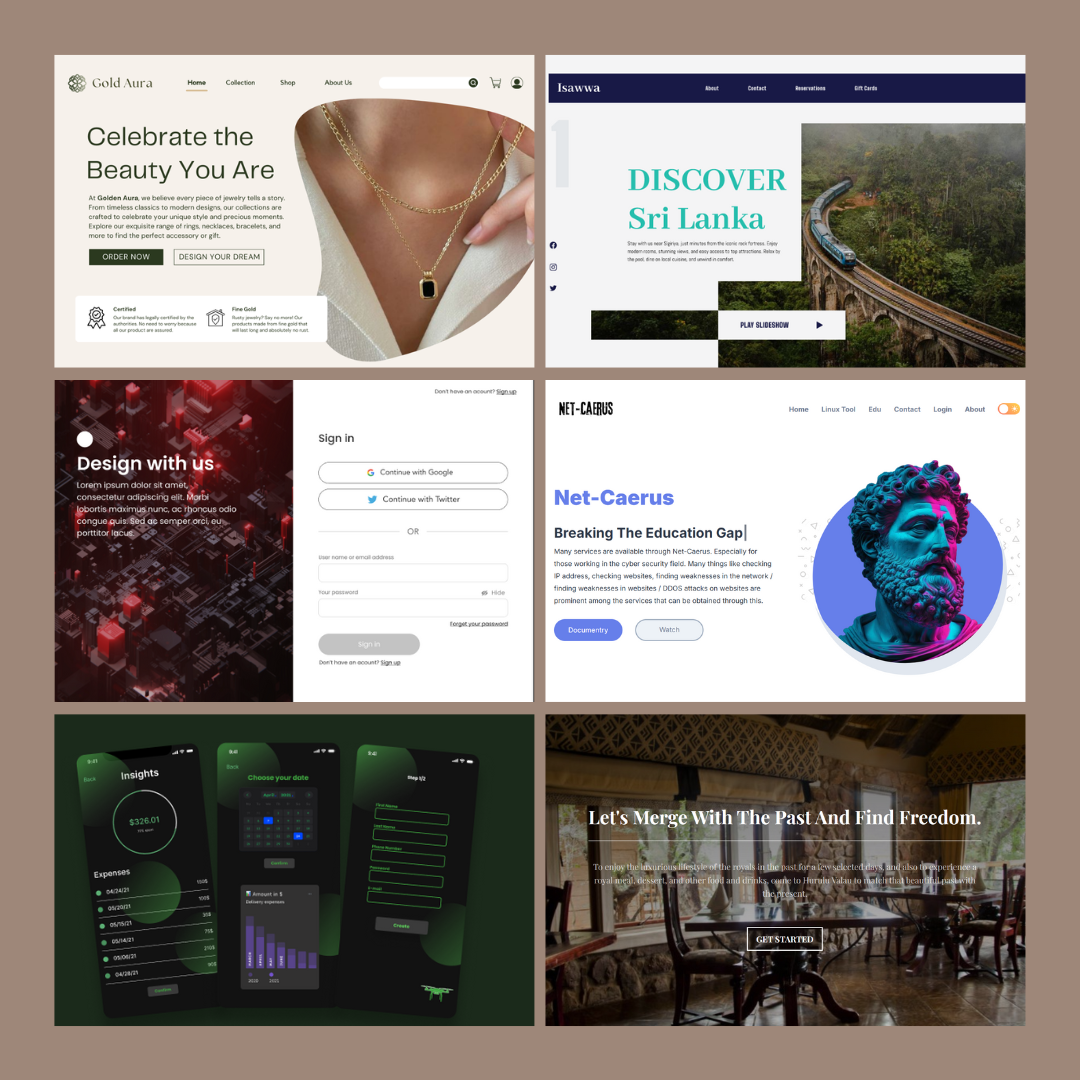 Gold Aura
Home Collection Shop About Us
Celebrate the
Beauty You Are
At Golden Aura, we believe every piece of jewelry tells a story.
From timeless classics to modern designs, our collections are
crafted to celebrate your unique style and precious moments.
Explore our exquisite range of rings, necklaces, bracelets, and
more to find the perfect accessory or gift.
ORDER NOW DESIGN YOUR DREAM
Certified
Our brand has legally certified by the
authorities. No need to worry because
all our product are assured.
Fine Gold
Rusty jewelry? Say no more! Our
products made from fine gold that
will last long and absolutely no rust.
Isawwa
About Contact Reservations Gift Cards
1
DISCOVER
Sri Lanka
Stay with us near Sigiriya, just minutes from the iconic rock fortress. Enjoy
modern rooms, stunning views, and easy access to top attractions. Relax by
the pool, dine on local cuisine, and unwind in comfort.
PLAY SLIDESHOW
Design with us
Lorem ipsum dolor sit amet,
consectetur adipiscing elit. Morbi
lobortis maximus nunc, ac rhoncus odio
congue quis. Sed ac semper orci, eu
porttitor lacus.
Don't have an acount? Sign up
Sign in
Continue with Google
Continue with Twitter
OR
User name or email address
Your password Hide
Forget your password
Sign in
Don't have an acount? Sign up
NET-CAERUS
Home Linux Tool Edu Contact Login About
Net-Caerus
Breaking The Education Gap|
Many services are available through Net-Caerus. Especially for
those working in the cyber security field. Many things like checking
IP address, checking websites, finding weaknesses in the network /
finding weaknesses in websites / DDOS attacks on websites are
prominent among the services that can be obtained through this.
Documentry Watch
9:41
Back
Insights
$326.01
Expenses
04/24/21
05/20/21 100$
05/15/21
05/14/21 75$
05/06/21
04/28/21
Confirm
9:41
Back
Choose your date
April
Confirm
Amount in $
Delivery expenses
MARCH APRIL MAY JUNE
2020 2021
9:41
Step 1/2
First Name
Last Name
Phone Number
Password
E-mail
Create
Let's Merge With The Past And Find Freedom.
To enjoy the luxurious lifestyle of the royals in the past for a few selected days, and also to experience a
royal meal, dessert, and other food and drinks, come to Hurulu Valau to match that beautiful past with
the present.
GET STARTED